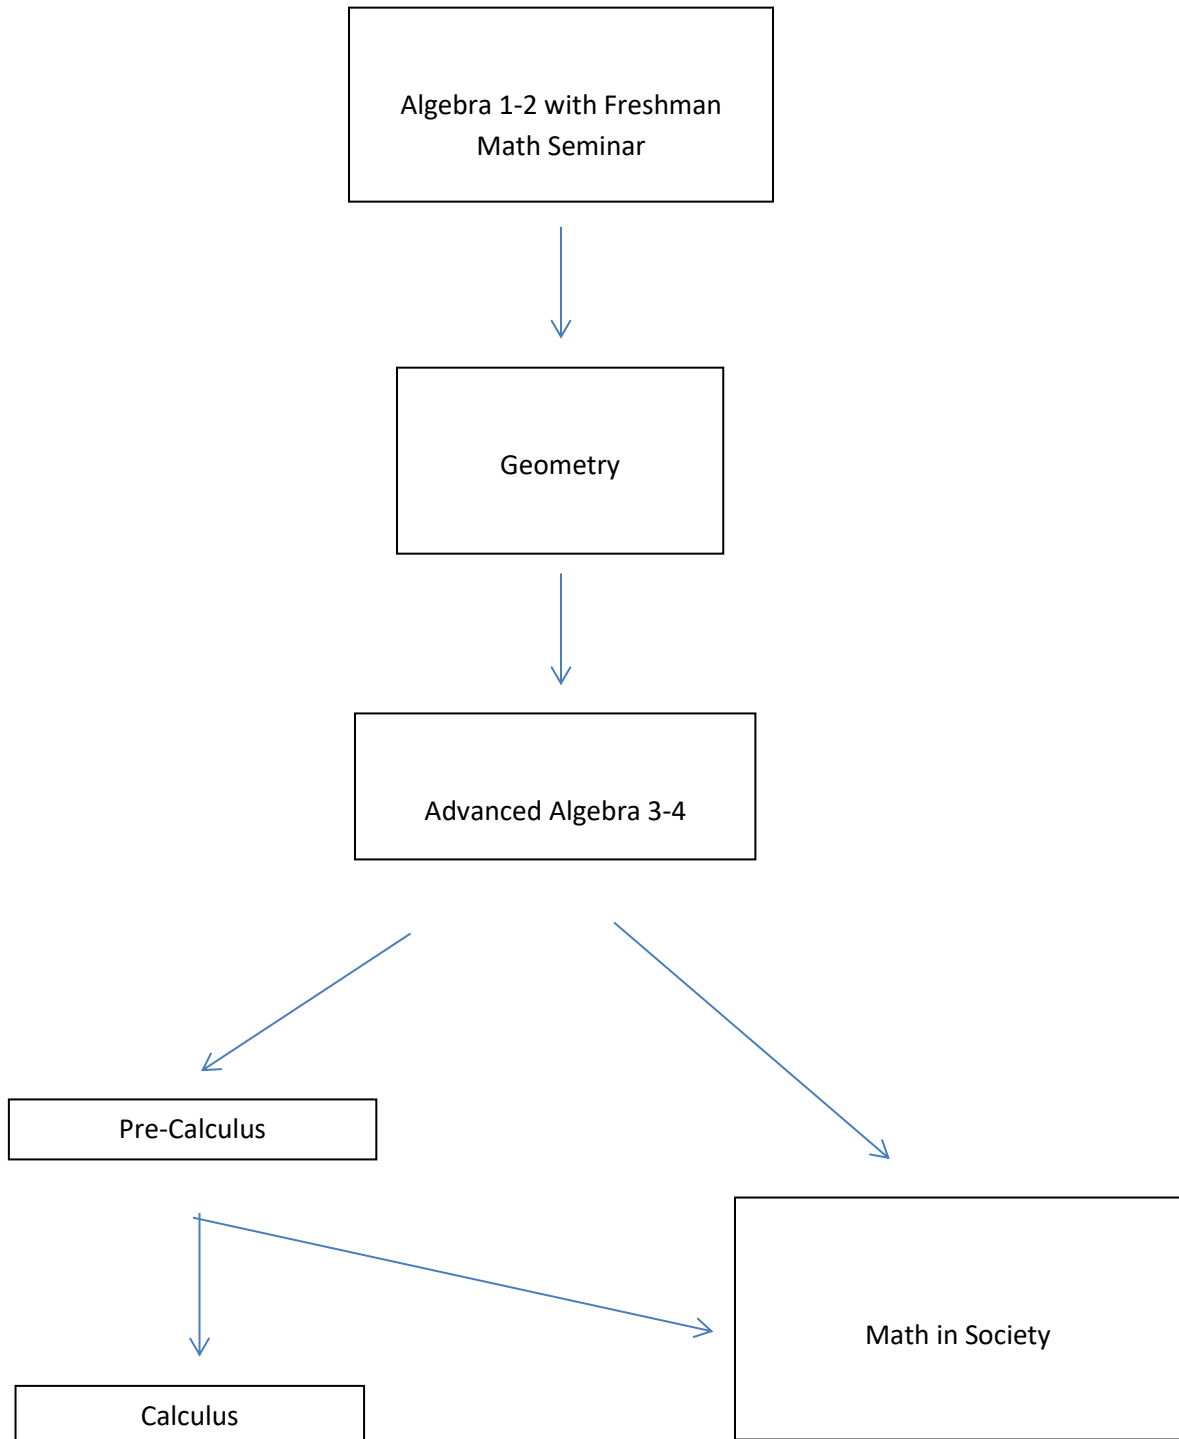 Algebra 1-2 with Freshman
Math Seminar
Geometry
Advanced Algebra 3-4
Pre-Calculus
Math in Society
Calculus